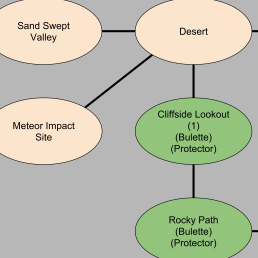 Sand Swept
Valley
Desert
Meteor Impact
Site
Cliffside Lookout
(1)
(Bulette)
(Protector)
Rocky Path
(Bulette)
(Protector)